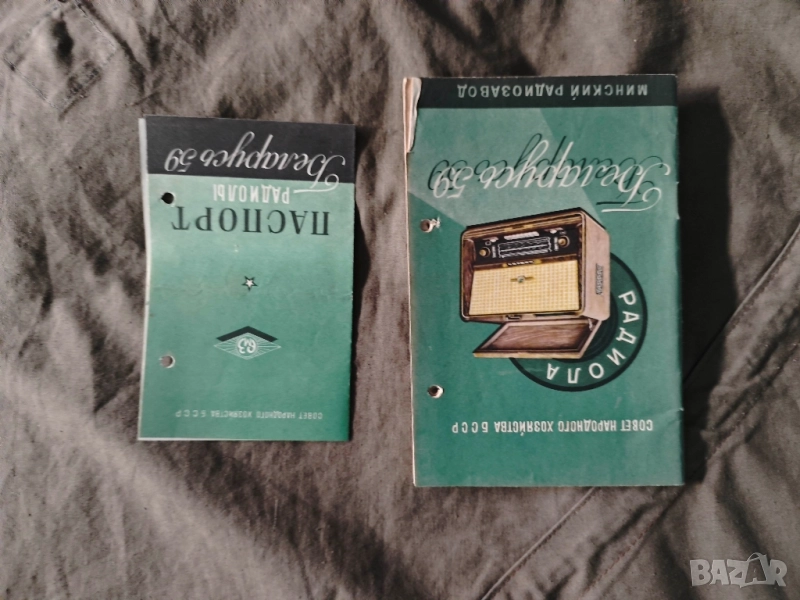 СОВЕТ НАРОДНОГО ХОЗЯЙСТВА БССР
ПАСПОРТ
РАДИОЛЫ
Беларусь 59
СОВЕТ НАРОДНОГО ХОЗЯЙСТВА БССР
РАДИОЛА
Беларусь 59
МИНСКИЙ РАДИОЗАВОД
BAZAR